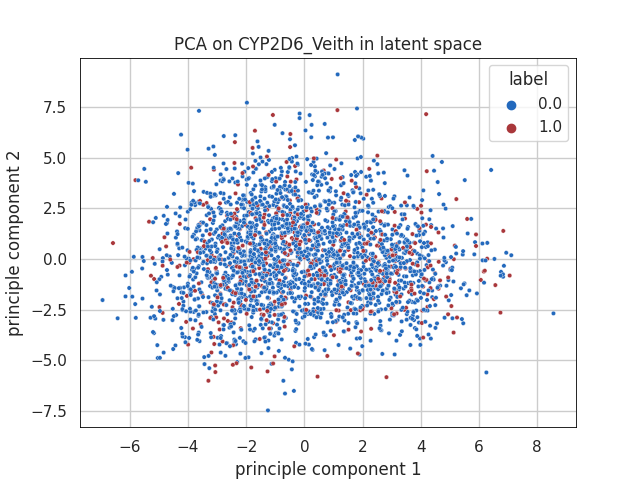 PCA on CYP2D6_Veith in latent space
label
0.0
1.0
7.5
5.0
2.5
0.0
−2.5
−5.0
−7.5
principle component 2
−6 −4 −2 0 2 4 6 8
principle component 1